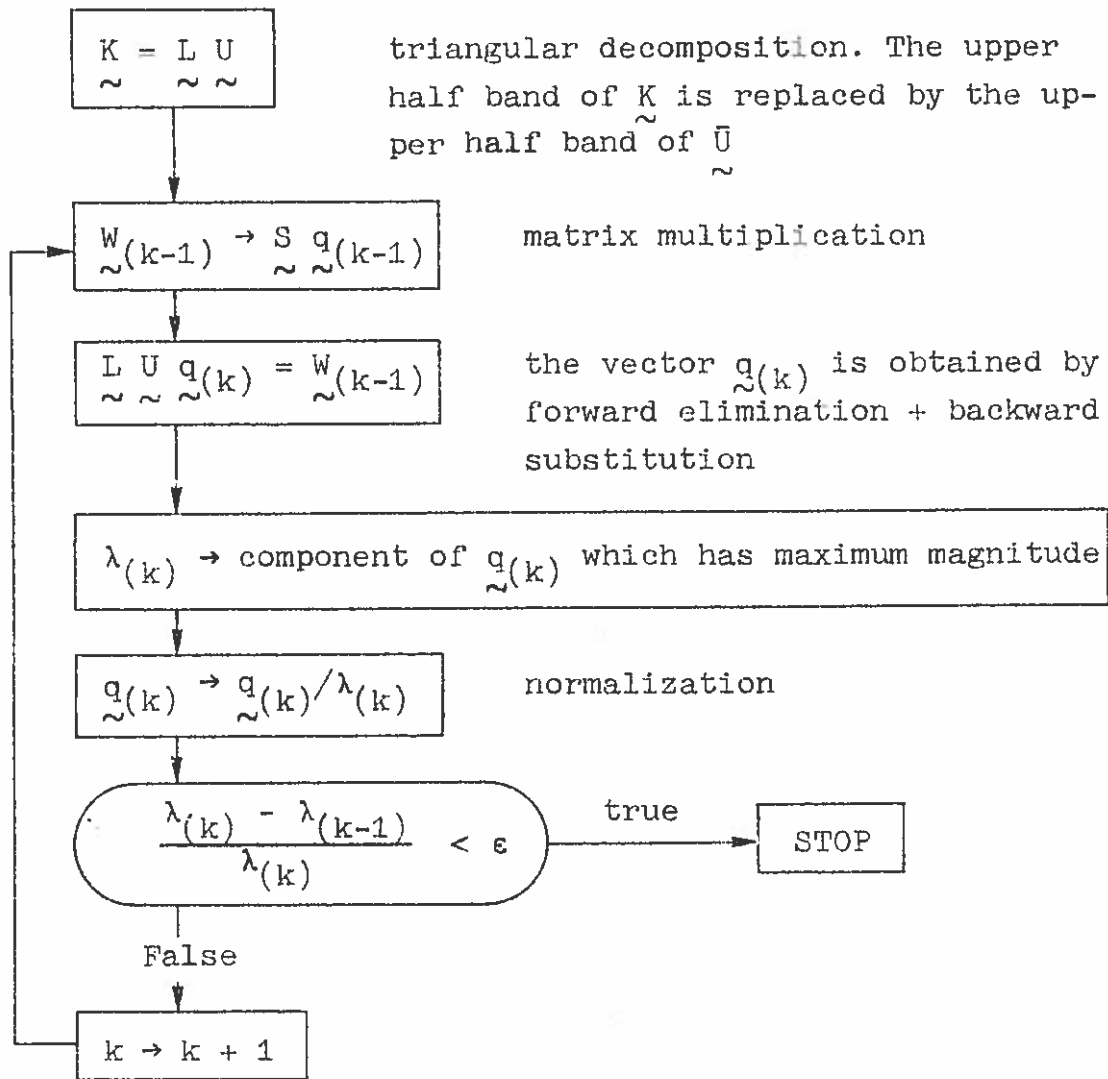 K = L U
triangular decomposition. The upper
half band of K is replaced by the up-
per half band of Ū
W(k-1) → S q(k-1)
matrix multiplication
L U q(k) = W(k-1)
the vector q(k) is obtained by
forward elimination + backward
substitution
λ(k) → component of q(k) which has maximum magnitude
q(k) → q(k)/λ(k)
normalization
λ(k) - λ(k-1)
λ(k)
< ε
true
STOP
False
k → k + 1